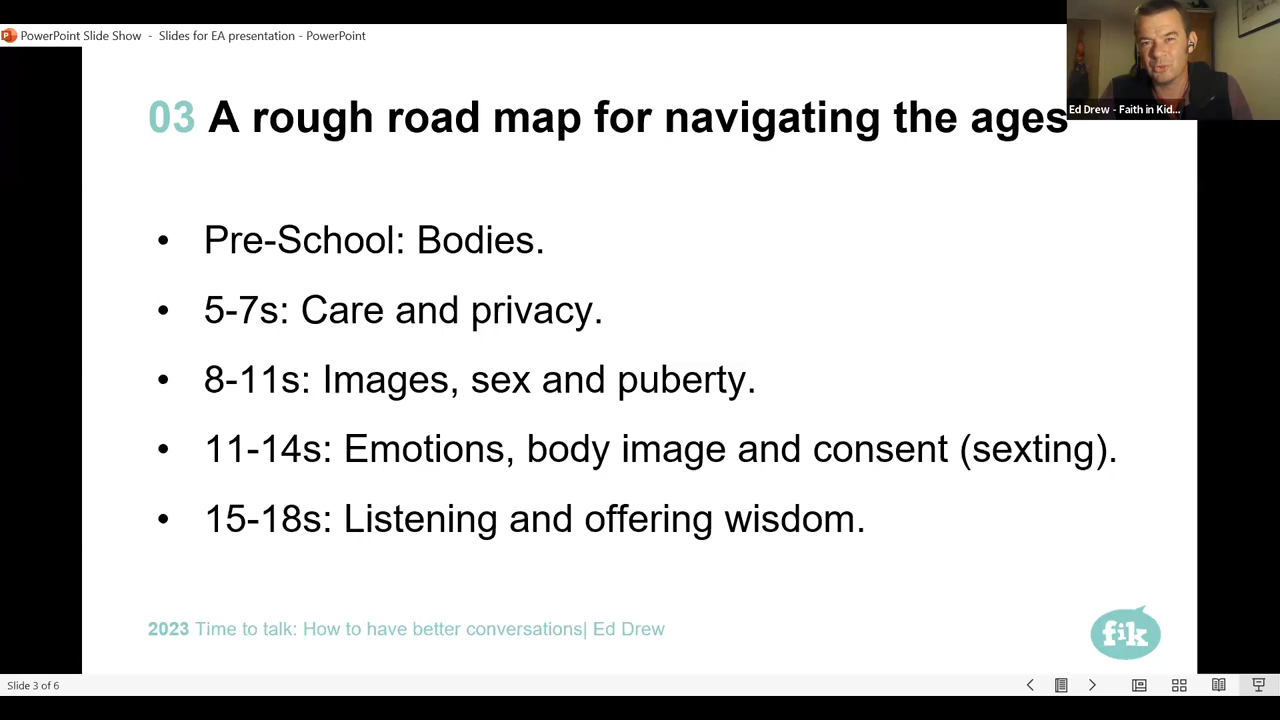 PowerPoint Slide Show - Slides for EA presentation - PowerPoint
Ed Drew - Faith in Kid...
03 A rough road map for navigating the ages
• Pre-School: Bodies.
• 5-7s: Care and privacy.
• 8-11s: Images, sex and puberty.
• 11-14s: Emotions, body image and consent (sexting).
• 15-18s: Listening and offering wisdom.
2023 Time to talk: How to have better conversations| Ed Drew
fik
Slide 3 of 6